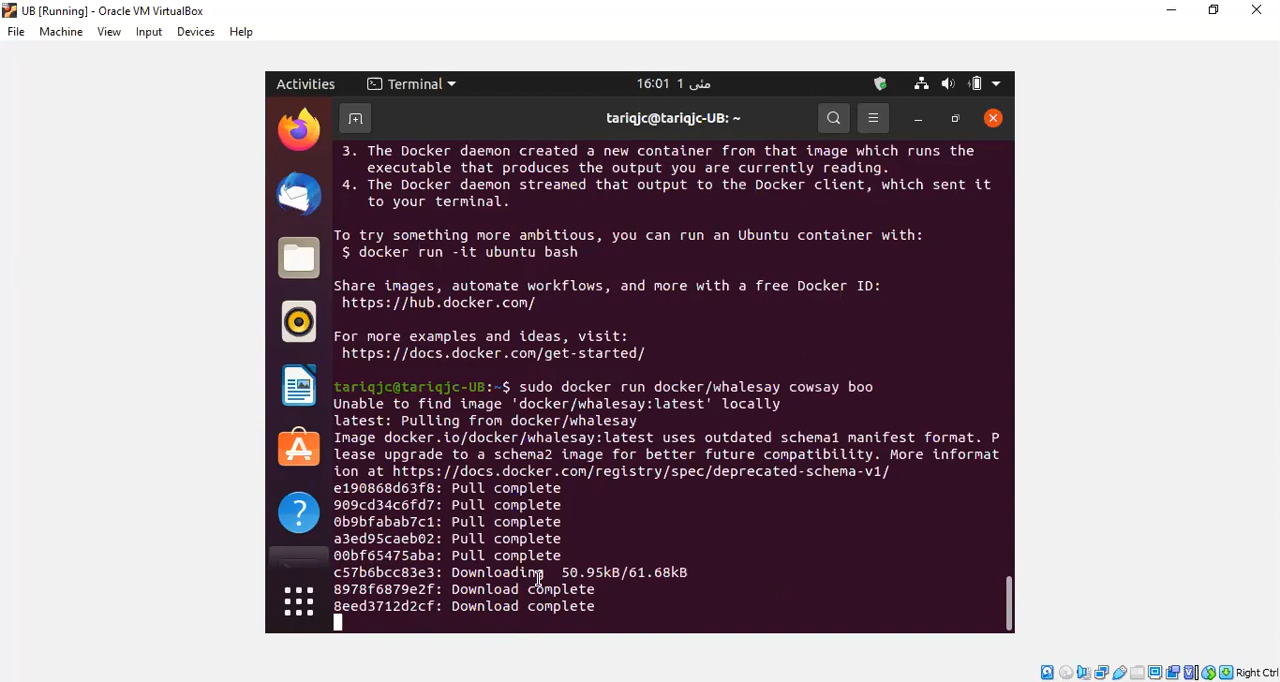 UB [Running] - Oracle VM VirtualBox
File Machine View Input Devices Help
Activities Terminal 16:01 1 مئی
tariqjc@tariqjc-UB: ~
3. The Docker daemon created a new container from that image which runs the
executable that produces the output you are currently reading.
4. The Docker daemon streamed that output to the Docker client, which sent it
to your terminal.
To try something more ambitious, you can run an Ubuntu container with:
$ docker run -it ubuntu bash
Share images, automate workflows, and more with a free Docker ID:
https://hub.docker.com/
For more examples and ideas, visit:
https://docs.docker.com/get-started/
tariqjc@tariqjc-UB:~$ sudo docker run docker/whalesay cowsay boo
Unable to find image 'docker/whalesay:latest' locally
latest: Pulling from docker/whalesay
Image docker.io/docker/whalesay:latest uses outdated schema1 manifest format. P
lease upgrade to a schema2 image for better future compatibility. More informat
ion at https://docs.docker.com/registry/spec/deprecated-schema-v1/
e190868d63f8: Pull complete
909cd34c6fd7: Pull complete
0b9bfabab7c1: Pull complete
a3ed95caeb02: Pull complete
00bf65475aba: Pull complete
c57b6bcc83e3: Downloading 50.95kB/61.68kB
8978f6879e2f: Download complete
8eed3712d2cf: Download complete
Right Ctrl